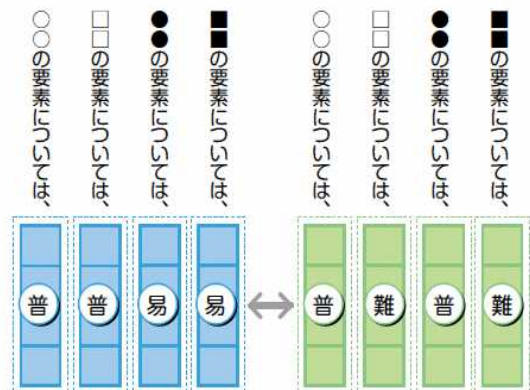 ■■の要素については、
●●の要素については、
□□の要素については、
○○の要素については、
難
普
難
普
■■の要素については、
●●の要素については、
□□の要素については、
○○の要素については、
易
易
普
普